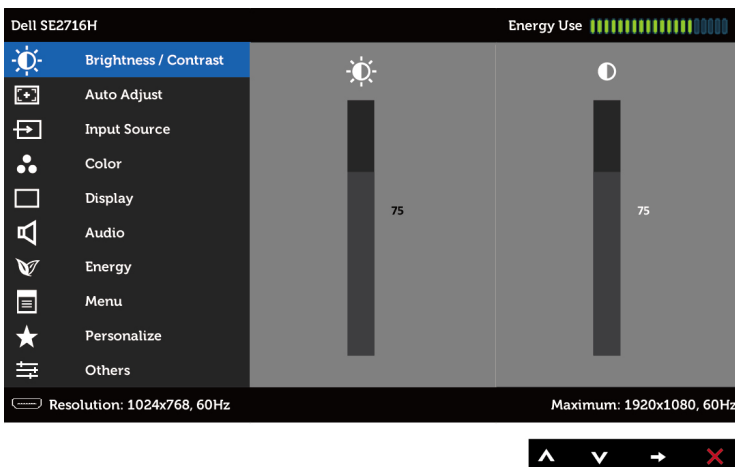 Dell SE2716H
Energy Use
Brightness / Contrast
Auto Adjust
Input Source
Color
Display
75
75
Audio
Energy
Menu
Personalize
Others
Resolution: 1024x768, 60Hz
Maximum: 1920x1080, 60Hz